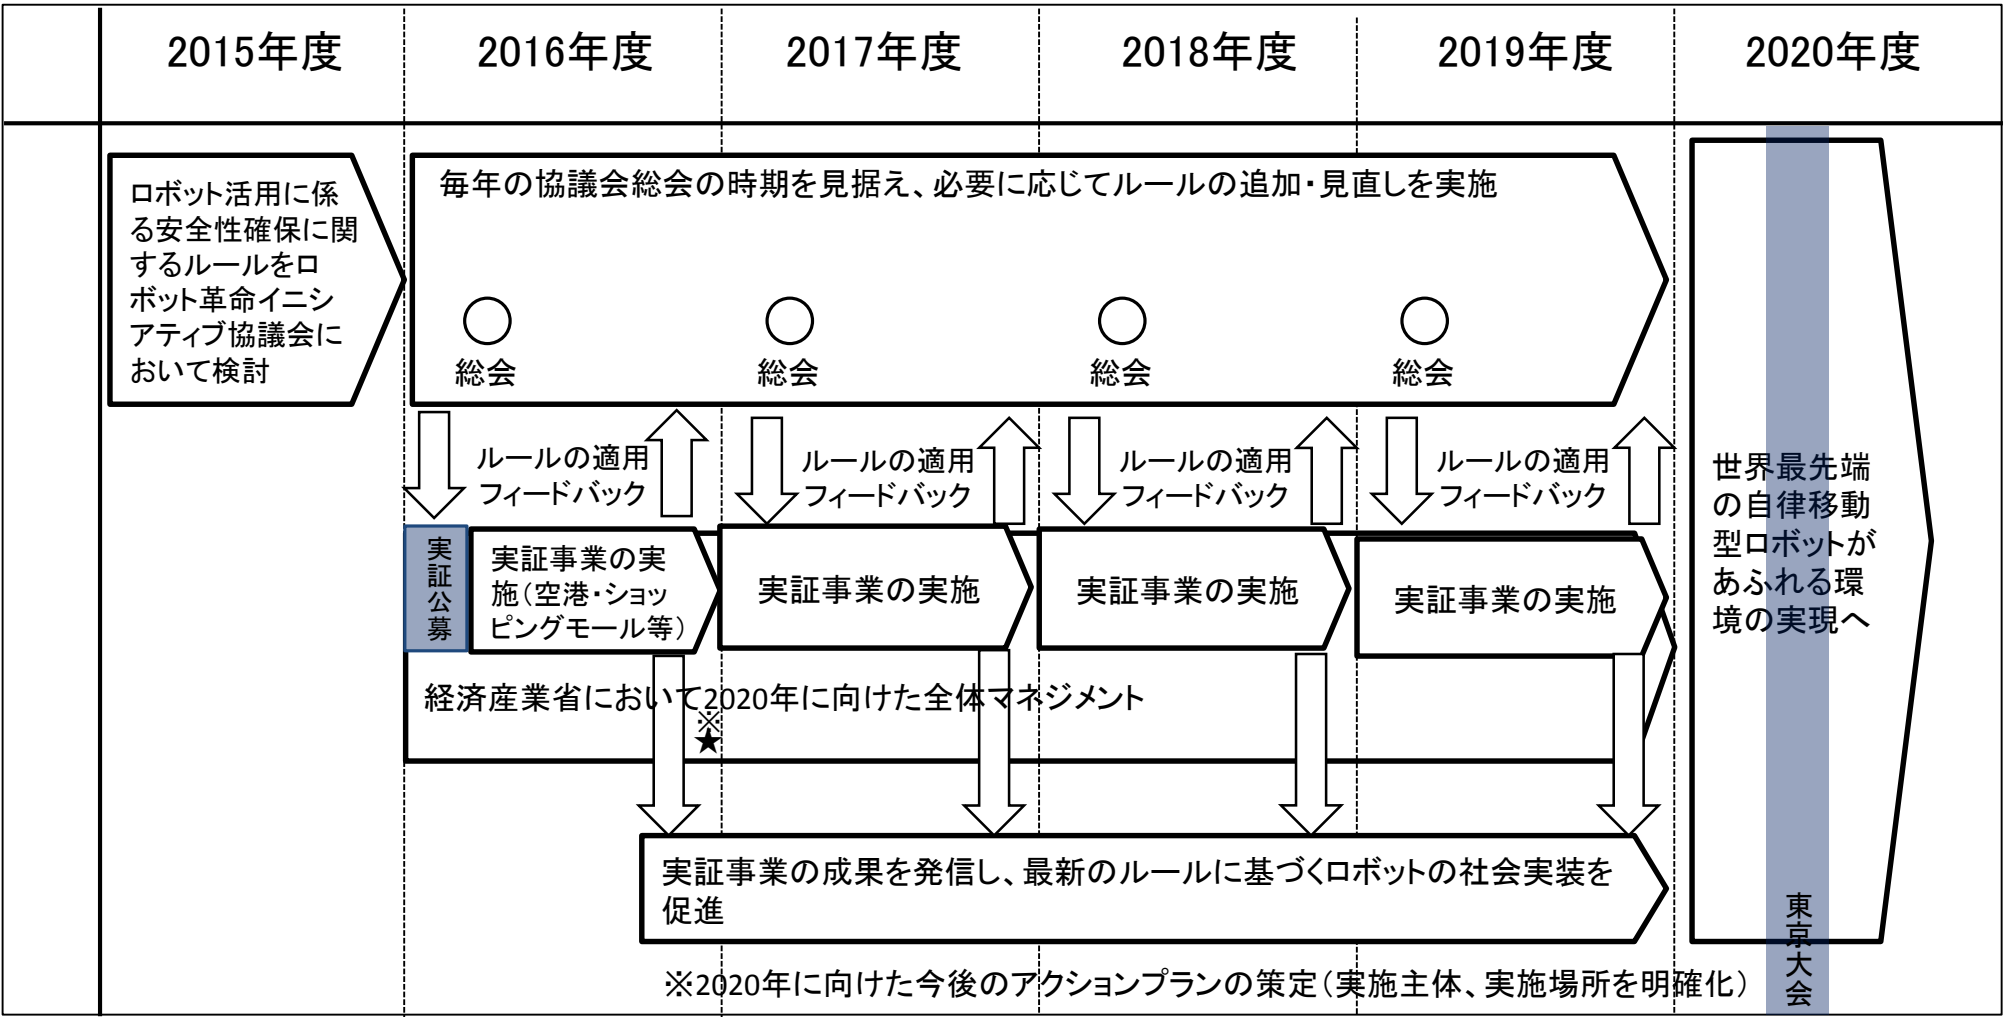 2015年度
2016年度
2017年度
2018年度
2019年度
2020年度
ロボット活用に係
る安全性確保に関
するルールをロ
ボット革命イニシ
アティブ協議会に
おいて検討
毎年の協議会総会の時期を見据え、必要に応じてルールの追加・見直しを実施
総会
総会
総会
総会
ルールの適用
フィードバック
ルールの適用
フィードバック
ルールの適用
フィードバック
ルールの適用
フィードバック
実証公募
実証事業の実
施（空港・ショッ
ピングモール等）
実証事業の実施
実証事業の実施
実証事業の実施
経済産業省において2020年に向けた全体マネジメント
※
★
実証事業の成果を発信し、最新のルールに基づくロボットの社会実装を
促進
世界最先端
の自律移動
型ロボットが
あふれる環
境の実現へ
東京大会
※2020年に向けた今後のアクションプランの策定（実施主体、実施場所を明確化）